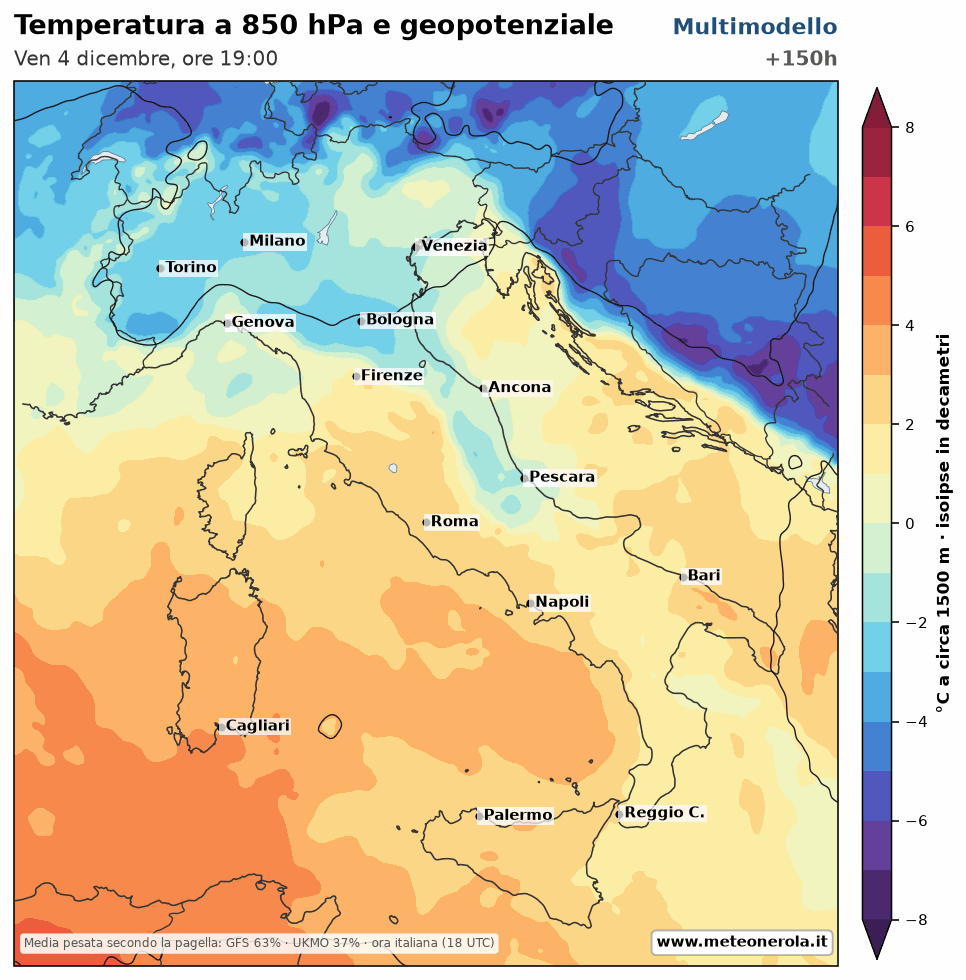 Temperatura a 850 hPa e geopotenziale
Multimodello
Ven 4 dicembre, ore 19:00
+150h
Milano
Venezia
Torino
Genova
Bologna
Firenze
Ancona
Pescara
Roma
Bari
Napoli
Cagliari
Palermo
Reggio C.
8
6
4
2
0
−2
−4
−6
−8
°C a circa 1500 m · isoipse in decametri
Media pesata secondo la pagella: GFS 63% · UKMO 37% · ora italiana (18 UTC)
www.meteonerola.it